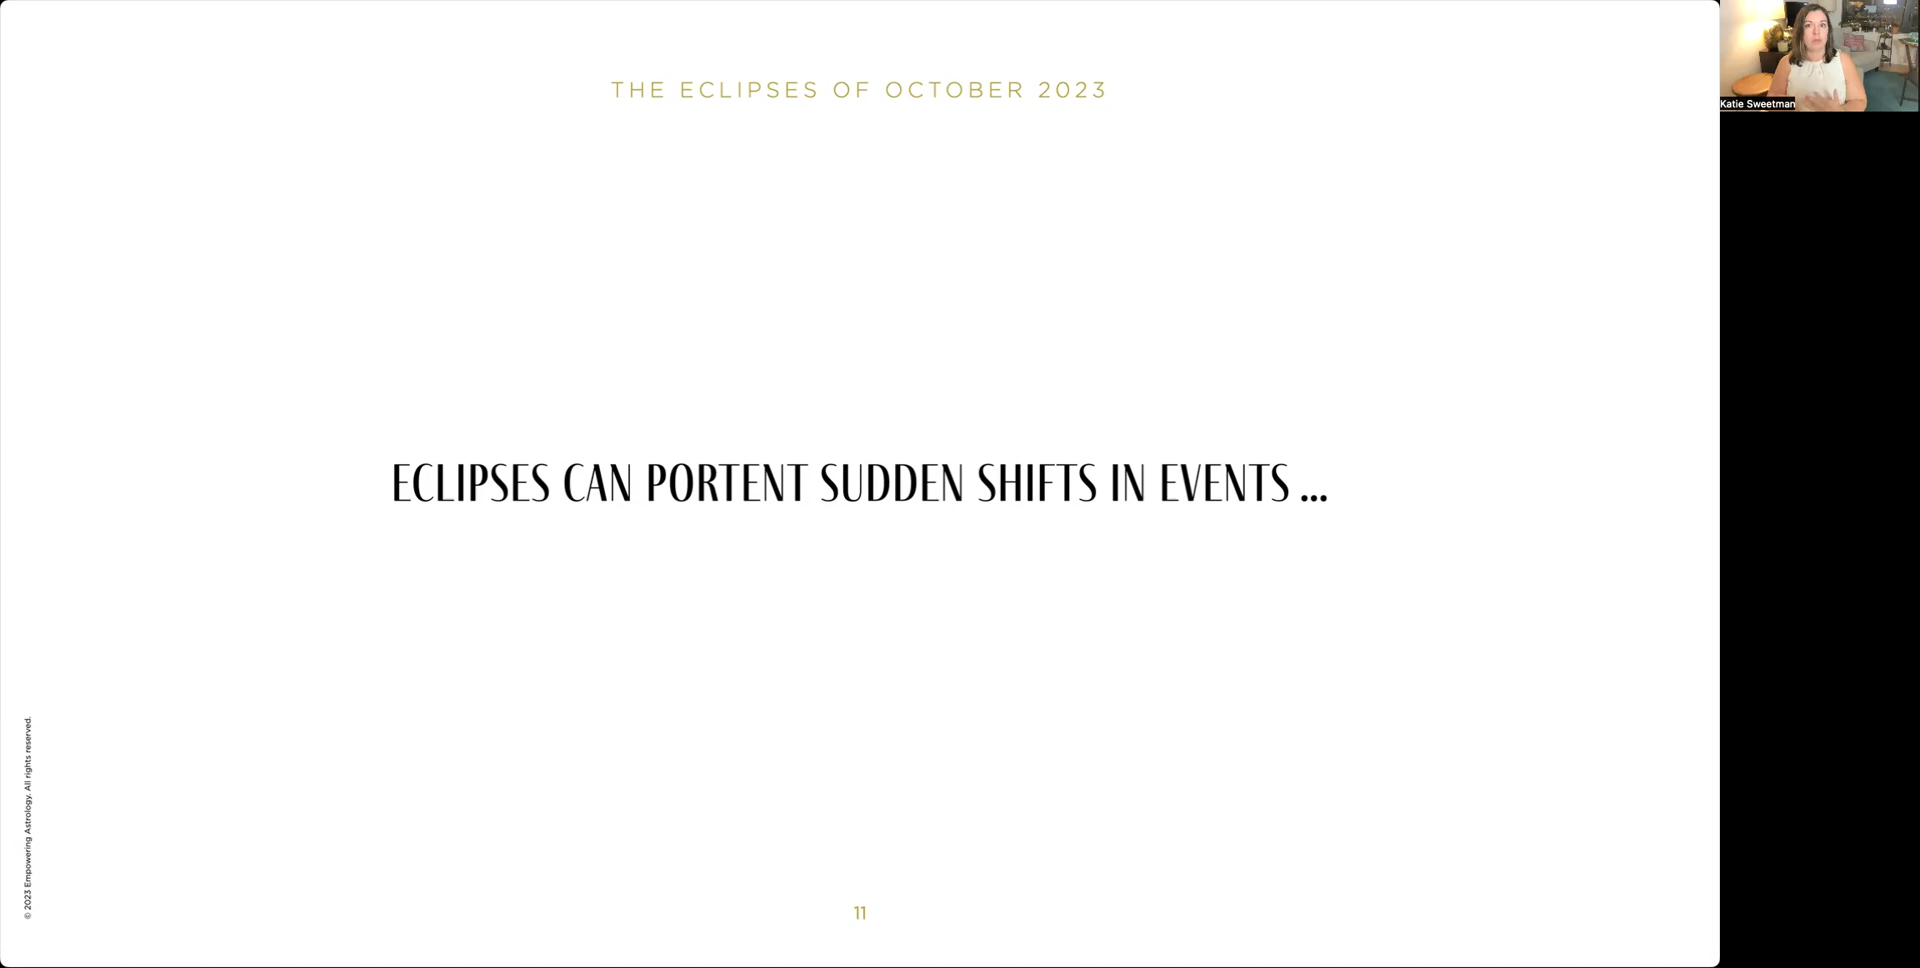 THE ECLIPSES OF OCTOBER 2023
Katie Sweetman
ECLIPSES CAN PORTENT SUDDEN SHIFTS IN EVENTS ...
© 2023 Empowering Astrology. All rights reserved.
11